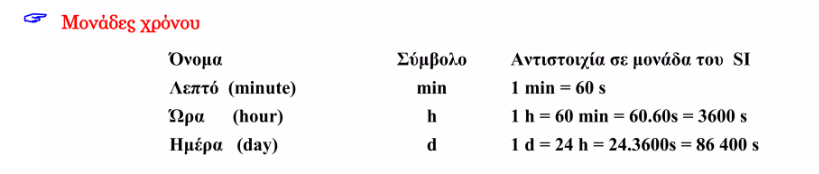 ☞ Μονάδες χρόνου
Όνομα Σύμβολο Αντιστοιχία σε μονάδα του SI
Λεπτό (minute) min 1 min = 60 s
Ώρα (hour) h 1 h = 60 min = 60.60s = 3600 s
Ημέρα (day) d 1 d = 24 h = 24.3600s = 86 400 s